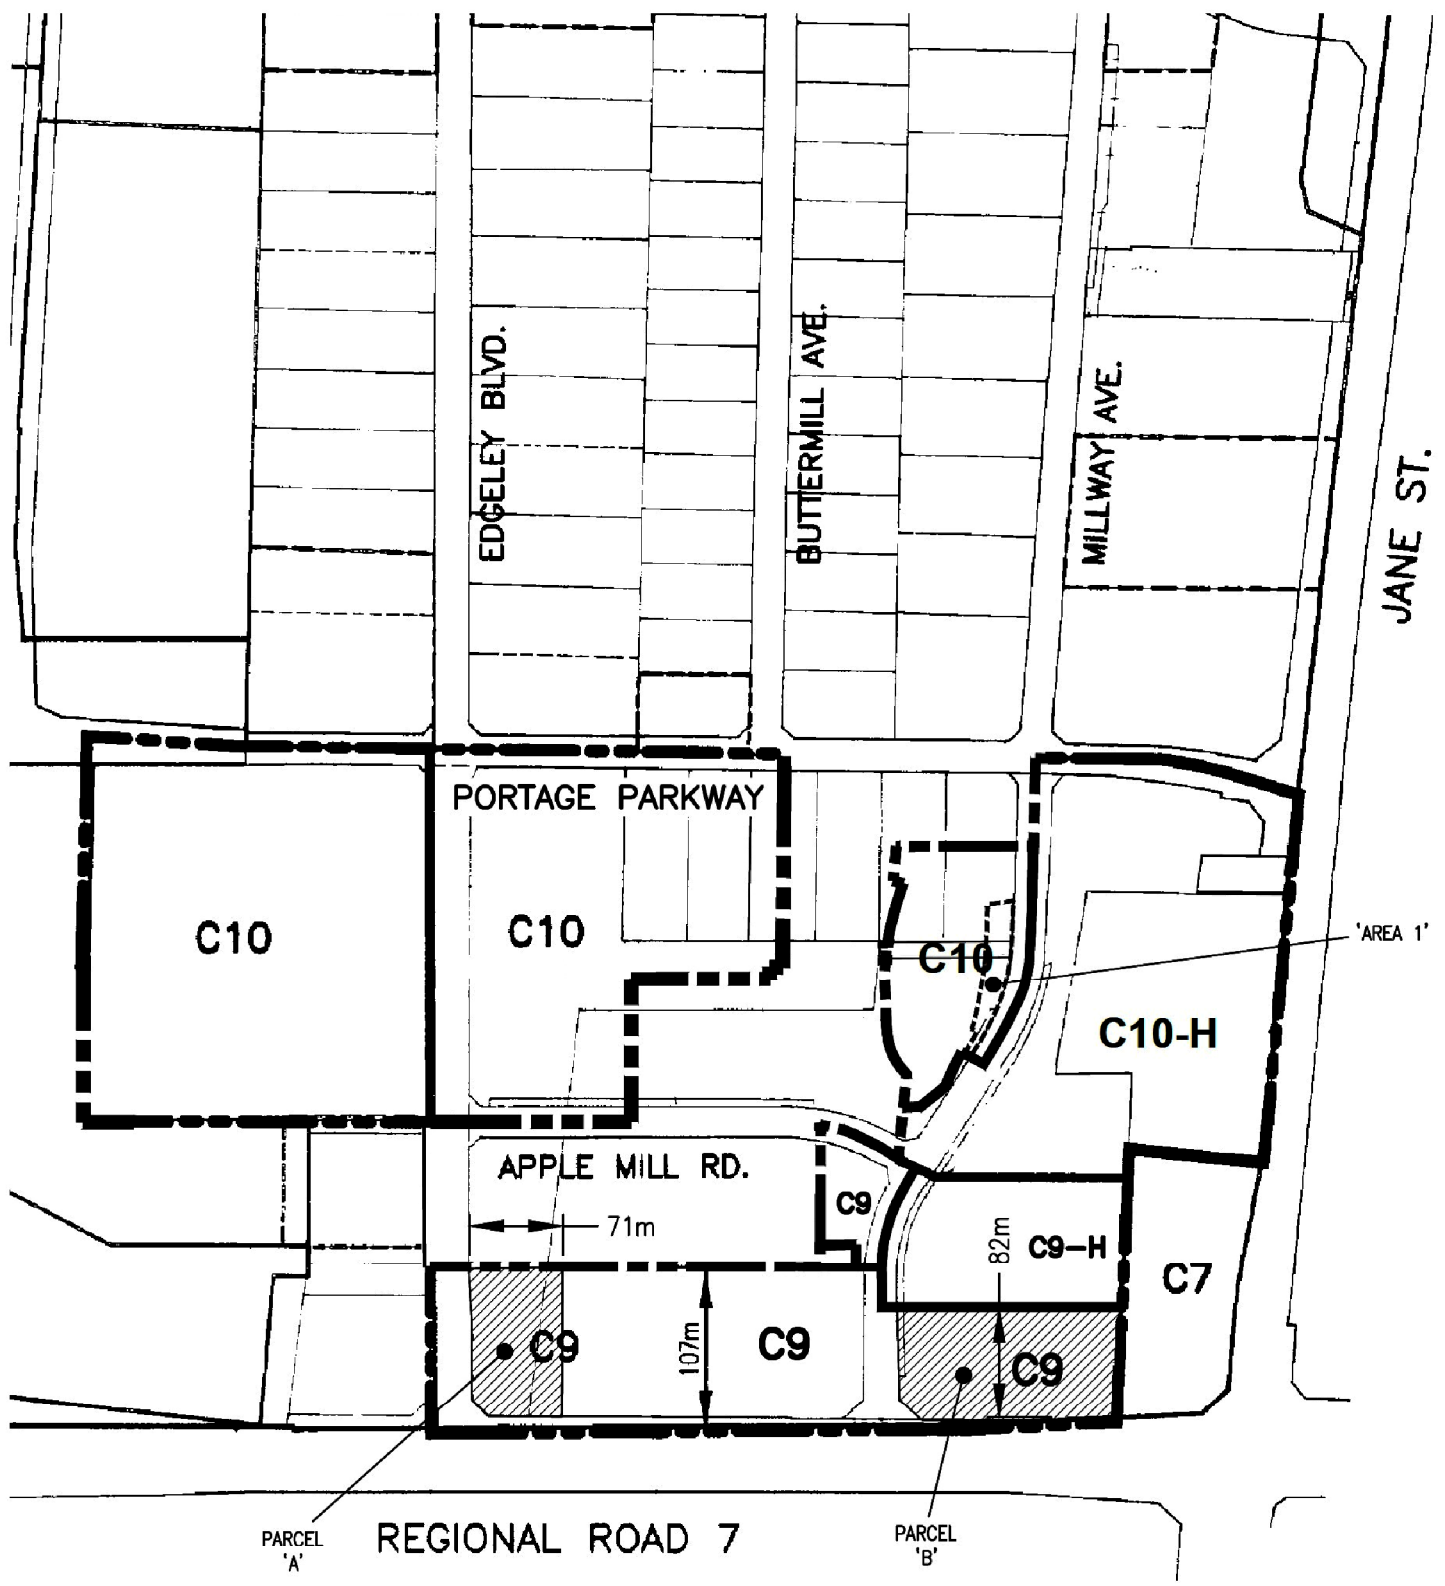 EDGELEY BLVD.
BUTTERMILL AVE.
MILLWAY AVE.
JANE ST.
PORTAGE PARKWAY
C10
C10
C10
'AREA 1'
C10-H
APPLE MILL RD.
71m
C9
82m
C9-H
C7
C9
107m
C9
C9
PARCEL
'A'
REGIONAL ROAD 7
PARCEL
'B'